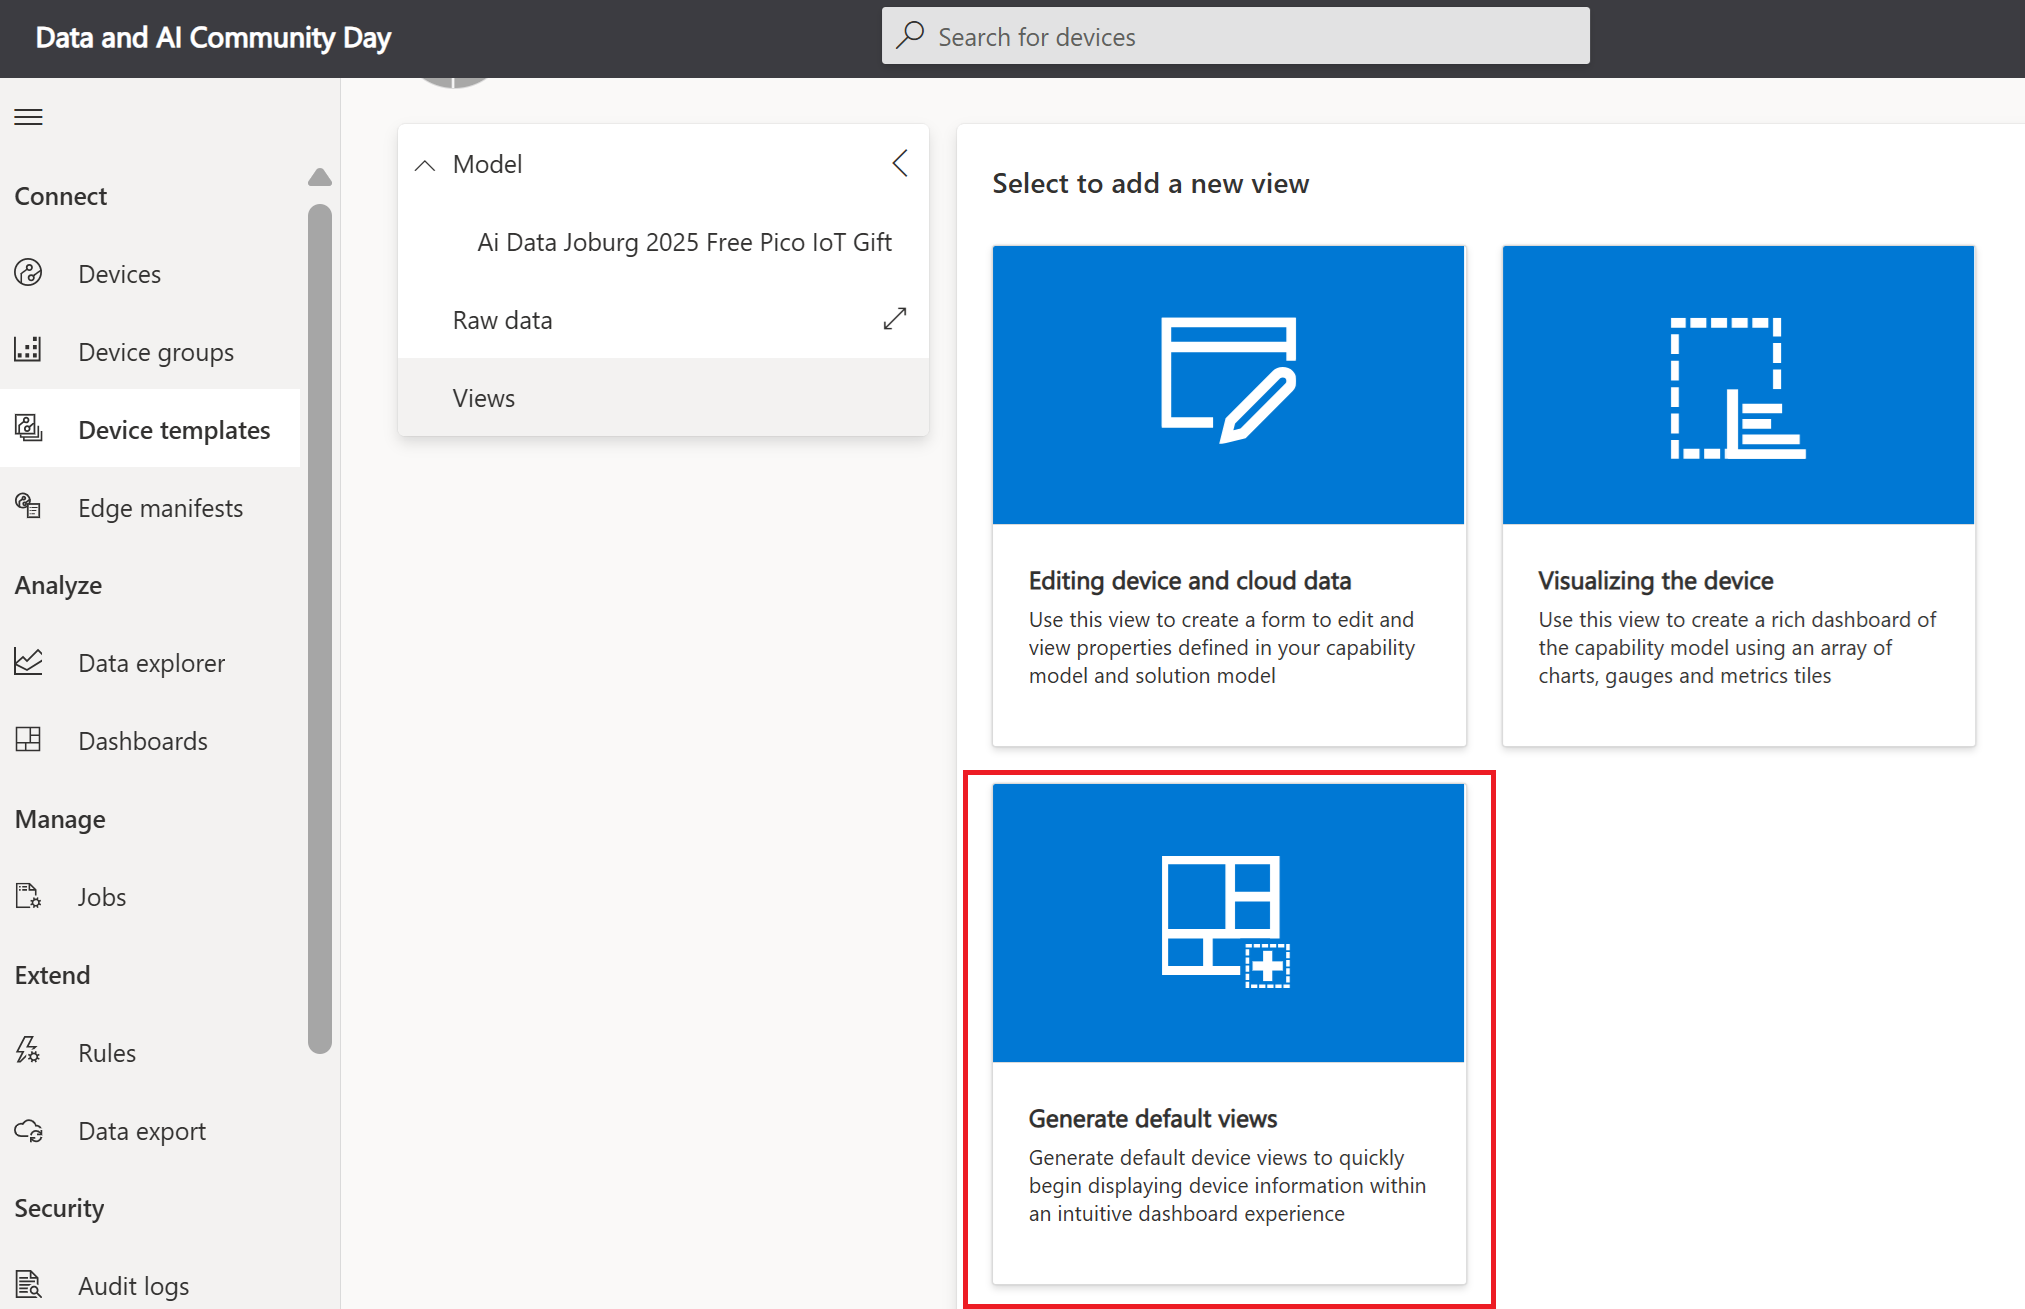 Data and AI Community Day
Search for devices
Connect
Devices
Device groups
Device templates
Edge manifests
Analyze
Data explorer
Dashboards
Manage
Jobs
Extend
Rules
Data export
Security
Audit logs
Model
Ai Data Joburg 2025 Free Pico IoT Gift
Raw data
Views
Select to add a new view
Editing device and cloud data
Use this view to create a form to edit and
view properties defined in your capability
model and solution model
Visualizing the device
Use this view to create a rich dashboard of
the capability model using an array of
charts, gauges and metrics tiles
Generate default views
Generate default device views to quickly
begin displaying device information within
an intuitive dashboard experience